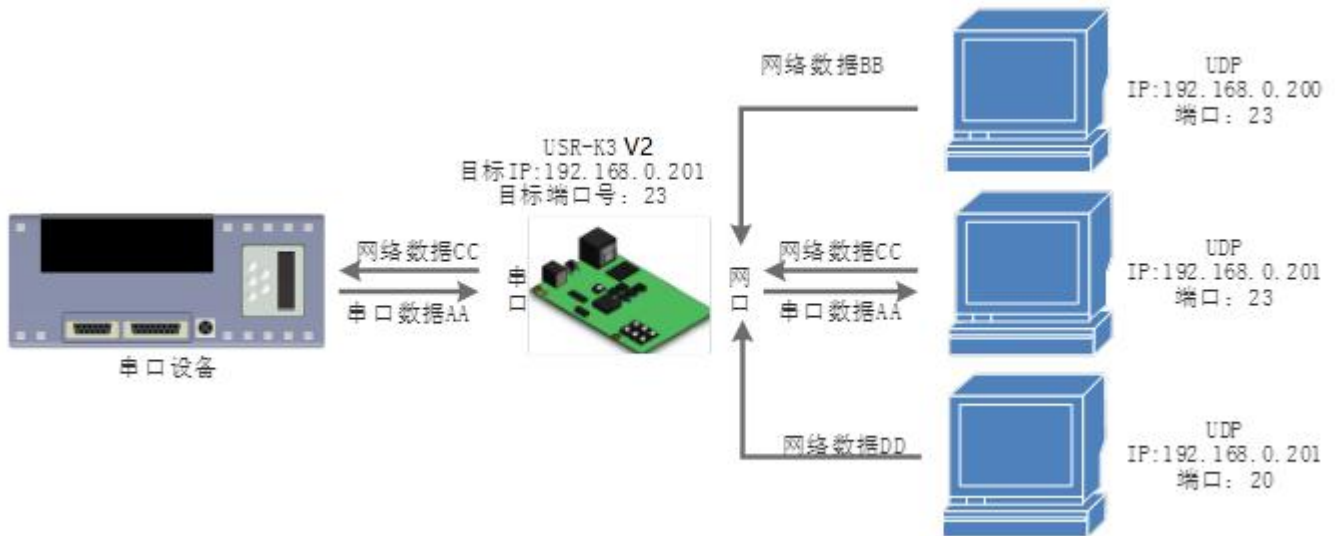 网络数据BB
UDP
IP:192.168.0.200
端口：23
USR-K3 V2
目标IP:192.168.0.201
目标端口号：23
网络数据CC
串口数据AA
串口
网口
网络数据CC
串口数据AA
UDP
IP:192.168.0.201
端口：23
串口设备
网络数据DD
UDP
IP:192.168.0.201
端口：20